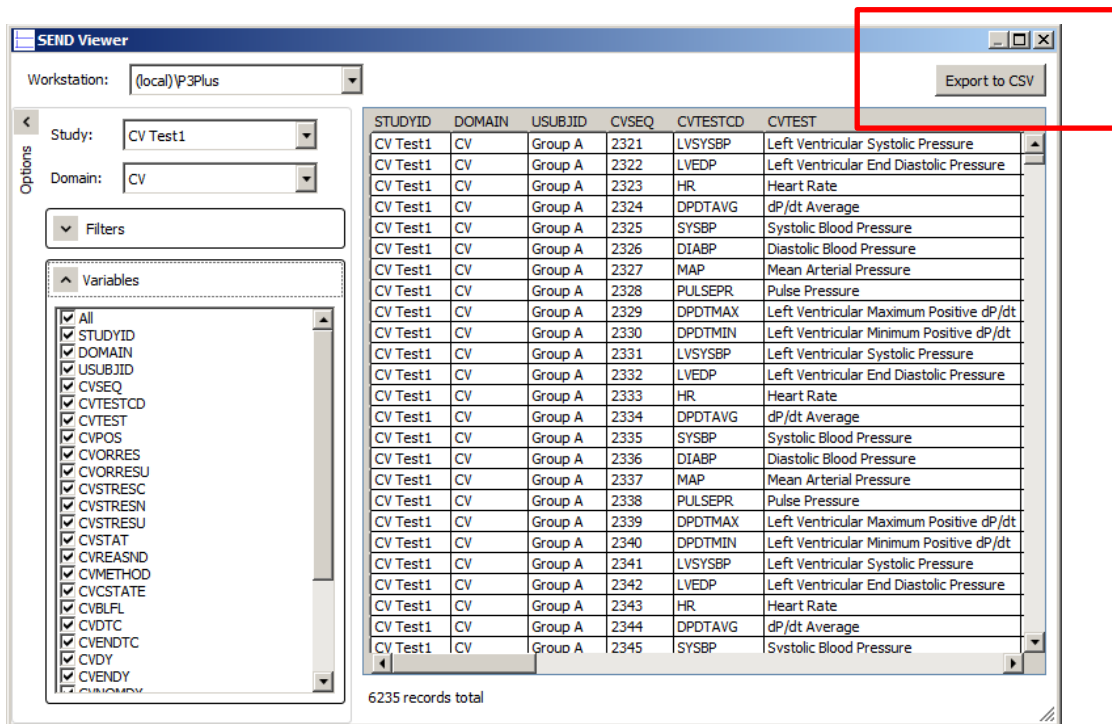 SEND Viewer
Workstation: (local)\P3Plus Export to CSV
Options
Study: CV Test1
Domain: CV
Filters
Variables
All
STUDYID
DOMAIN
USUBJID
CVSEQ
CVTESTCD
CVTEST
CVPOS
CVORRES
CVORRESU
CVSTRESC
CVSTRESN
CVSTRESU
CVSTAT
CVREASND
CVMETHOD
CVCSTATE
CVBLFL
CVDTC
CVENDTC
CVDY
CVENDY
CVNOMDY
STUDYID DOMAIN USUBJID CVSEQ CVTESTCD CVTEST
CV Test1 CV Group A 2321 LVSYSBP Left Ventricular Systolic Pressure
CV Test1 CV Group A 2322 LVEDP Left Ventricular End Diastolic Pressure
CV Test1 CV Group A 2323 HR Heart Rate
CV Test1 CV Group A 2324 DPDTAVG dP/dt Average
CV Test1 CV Group A 2325 SYSBP Systolic Blood Pressure
CV Test1 CV Group A 2326 DIABP Diastolic Blood Pressure
CV Test1 CV Group A 2327 MAP Mean Arterial Pressure
CV Test1 CV Group A 2328 PULSEPR Pulse Pressure
CV Test1 CV Group A 2329 DPDTMAX Left Ventricular Maximum Positive dP/dt
CV Test1 CV Group A 2330 DPDTMIN Left Ventricular Minimum Positive dP/dt
CV Test1 CV Group A 2331 LVSYSBP Left Ventricular Systolic Pressure
CV Test1 CV Group A 2332 LVEDP Left Ventricular End Diastolic Pressure
CV Test1 CV Group A 2333 HR Heart Rate
CV Test1 CV Group A 2334 DPDTAVG dP/dt Average
CV Test1 CV Group A 2335 SYSBP Systolic Blood Pressure
CV Test1 CV Group A 2336 DIABP Diastolic Blood Pressure
CV Test1 CV Group A 2337 MAP Mean Arterial Pressure
CV Test1 CV Group A 2338 PULSEPR Pulse Pressure
CV Test1 CV Group A 2339 DPDTMAX Left Ventricular Maximum Positive dP/dt
CV Test1 CV Group A 2340 DPDTMIN Left Ventricular Minimum Positive dP/dt
CV Test1 CV Group A 2341 LVSYSBP Left Ventricular Systolic Pressure
CV Test1 CV Group A 2342 LVEDP Left Ventricular End Diastolic Pressure
CV Test1 CV Group A 2343 HR Heart Rate
CV Test1 CV Group A 2344 DPDTAVG dP/dt Average
CV Test1 CV Group A 2345 SYSBP Systolic Blood Pressure
6235 records total